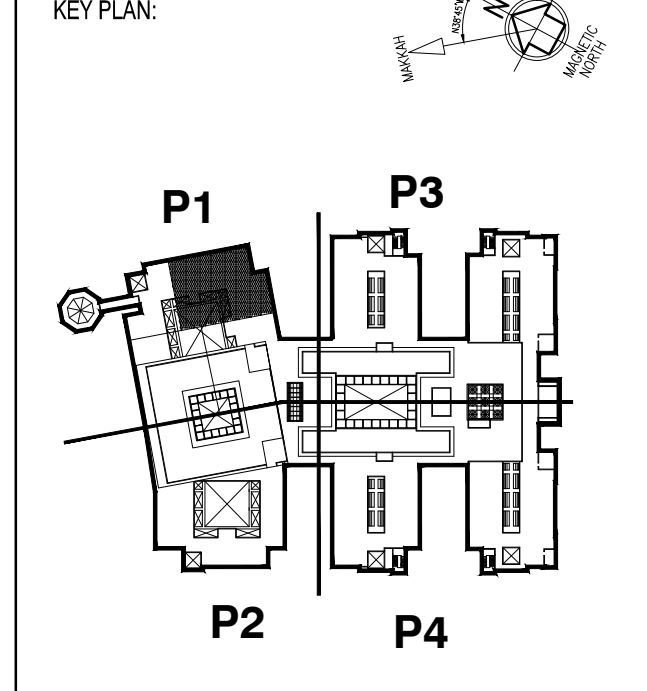 KEY PLAN:
N
N38°45'W
MAKKAH
MAGNETIC
NORTH
P1
P3
P2
P4